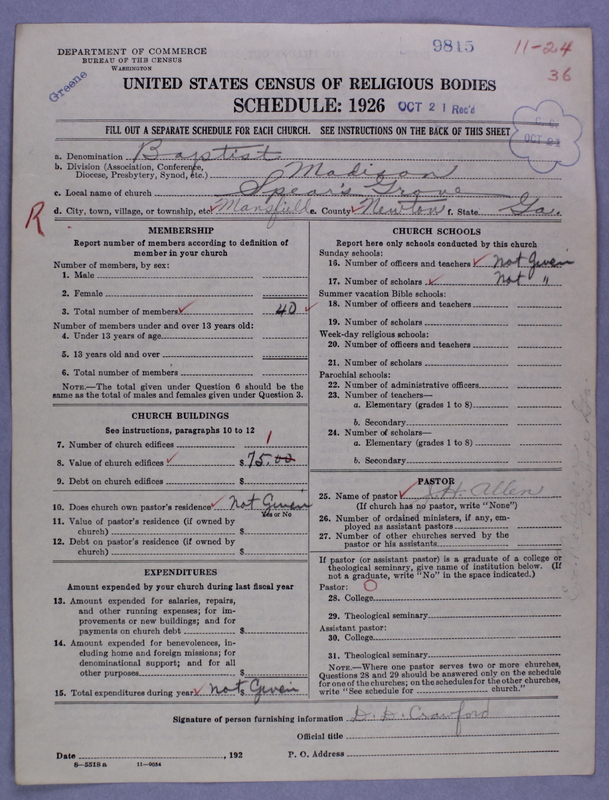 9815
11-24
36
DEPARTMENT OF COMMERCE
BUREAU OF THE CENSUS
WASHINGTON
Greene
UNITED STATES CENSUS OF RELIGIOUS BODIES
SCHEDULE: 1926 OCT 21 Rec'd
FILL OUT A SEPARATE SCHEDULE FOR EACH CHURCH. SEE INSTRUCTIONS ON THE BACK OF THIS SHEET
OCT 21
a. Denomination Baptist
b. Division (Association, Conference, Diocese, Presbytery, Synod, etc.) Madison
c. Local name of church Spear's Grove
d. City, town, village, or township, etc. Mansfield e. County Newton f. State Ga.
R
MEMBERSHIP
Report number of members according to definition of
member in your church
Number of members, by sex:
1. Male
2. Female
3. Total number of members 40
Number of members under and over 13 years old:
4. Under 13 years of age
5. 13 years old and over
6. Total number of members
NOTE.—The total given under Question 6 should be the
same as the total of males and females given under Question 3.
CHURCH BUILDINGS
See instructions, paragraphs 10 to 12
7. Number of church edifices 1
8. Value of church edifices $75.00
9. Debt on church edifices $
10. Does church own pastor's residence Not Given
Yes or No
11. Value of pastor's residence (if owned by
church) $
12. Debt on pastor's residence (if owned by
church) $
EXPENDITURES
Amount expended by your church during last fiscal year
13. Amount expended for salaries, repairs,
and other running expenses; for im-
provements or new buildings; and for
payments on church debt $
14. Amount expended for benevolences, in-
cluding home and foreign missions; for
denominational support; and for all
other purposes $
15. Total expenditures during year $ Not Given
CHURCH SCHOOLS
Report here only schools conducted by this church
Sunday schools:
16. Number of officers and teachers Not Given
17. Number of scholars Not "
Summer vacation Bible schools:
18. Number of officers and teachers
19. Number of scholars
Week-day religious schools:
20. Number of officers and teachers
21. Number of scholars
Parochial schools:
22. Number of administrative officers
23. Number of teachers—
a. Elementary (grades 1 to 8)
b. Secondary
24. Number of scholars—
a. Elementary (grades 1 to 8)
b. Secondary
PASTOR
25. Name of pastor J. H. Allen
(If church has no pastor, write "None")
26. Number of ordained ministers, if any, em-
ployed as assistant pastors
27. Number of other churches served by the
pastor or his assistants
If pastor (or assistant pastor) is a graduate of a college or
theological seminary, give name of institution below. (If
not a graduate, write "No" in the space indicated.)
Pastor: O
28. College
29. Theological seminary
Assistant pastor:
30. College
31. Theological seminary
NOTE.—Where one pastor serves two or more churches,
Questions 28 and 29 should be answered only on the schedule
for one of the churches; on the schedules for the other churches,
write "See schedule for church."
Signature of person furnishing information D. D. Crawford
Official title
Date , 192 P. O. Address
6-5518 a 11-9034